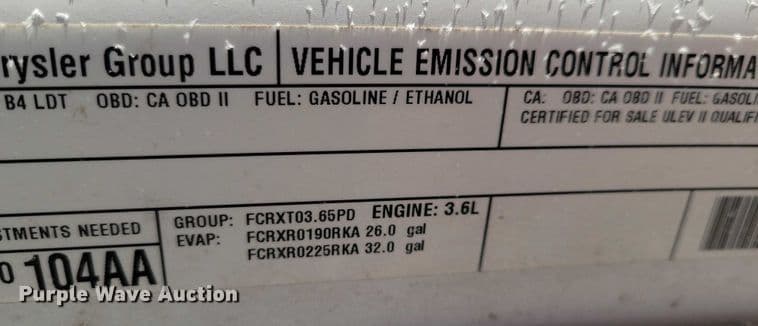 rysler Group LLC VEHICLE EMISSION CONTROL INFORMA
B4 LDT OBD: CA OBD II FUEL: GASOLINE / ETHANOL
CA: OBD: CA OBD II FUEL: GASOLI
CERTIFIED FOR SALE ULEV II QUALIF
STMENTS NEEDED
GROUP: FCRXT03.65PD ENGINE: 3.6L
EVAP: FCRXR0190RKA 26.0 gal
FCRXR0225RKA 32.0 gal
0 104AA
Purple Wave Auction